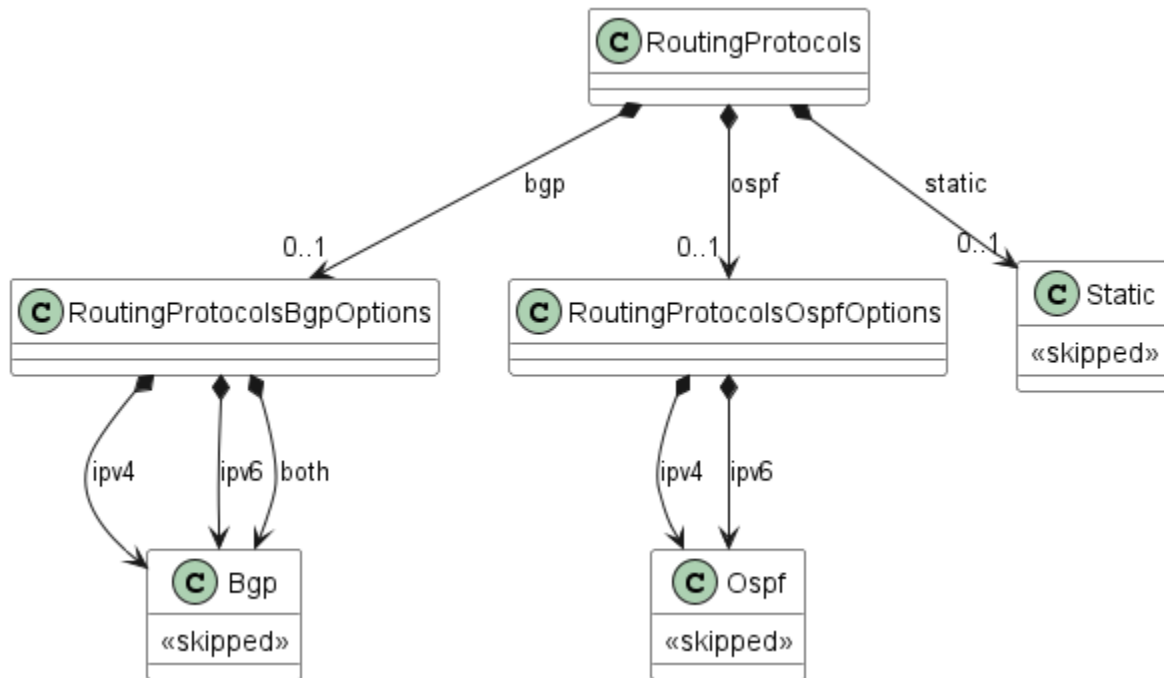 C RoutingProtocols
bgp
ospf
static
0..1
0..1
0..1
C RoutingProtocolsBgpOptions
C RoutingProtocolsOspfOptions
C Static
«skipped»
ipv4
ipv6
both
ipv4
ipv6
C Bgp
«skipped»
C Ospf
«skipped»